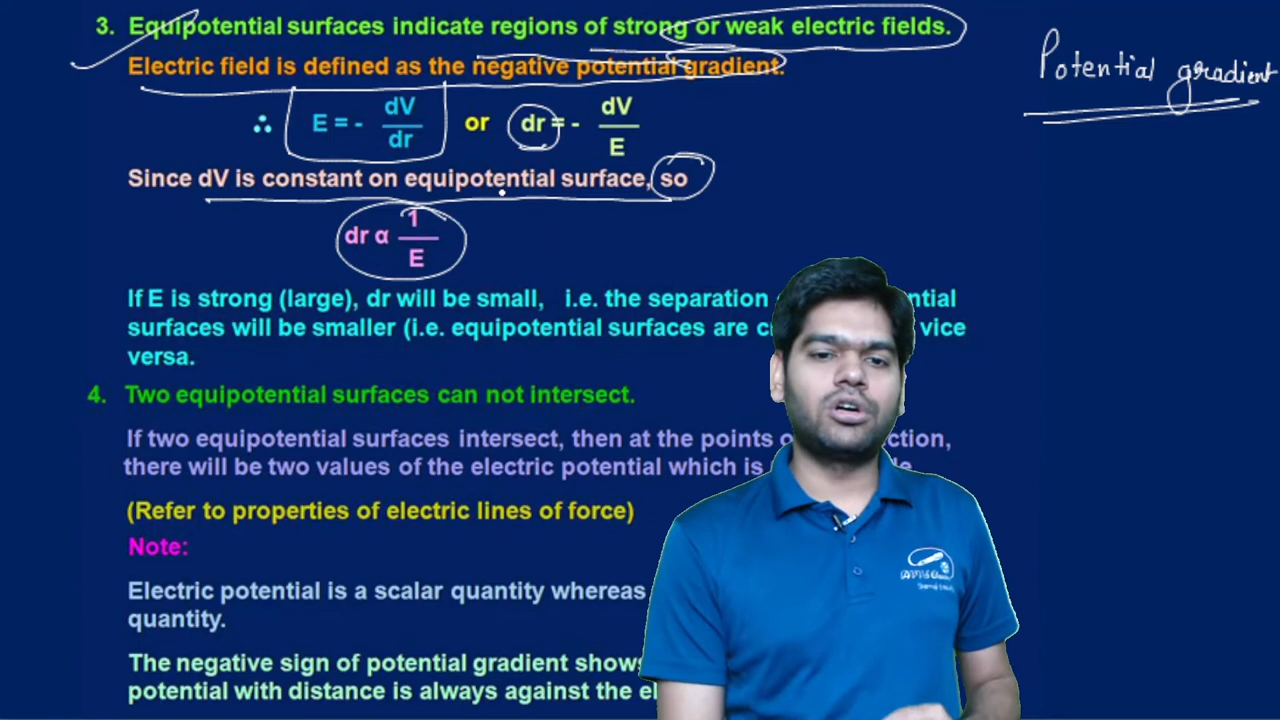 3. Equipotential surfaces indicate regions of strong or weak electric fields.
Electric field is defined as the negative potential gradient.
Potential gradient
∴ E = - dV/dr or dr = - dV/E
Since dV is constant on equipotential surface, so
dr α 1/E
If E is strong (large), dr will be small, i.e. the separation
surfaces will be smaller (i.e. equipotential surfaces are vice
versa.
4. Two equipotential surfaces can not intersect.
If two equipotential surfaces intersect, then at the points
there will be two values of the electric potential which is
(Refer to properties of electric lines of force)
Note:
Electric potential is a scalar quantity whereas
quantity.
The negative sign of potential gradient shows
potential with distance is always against the